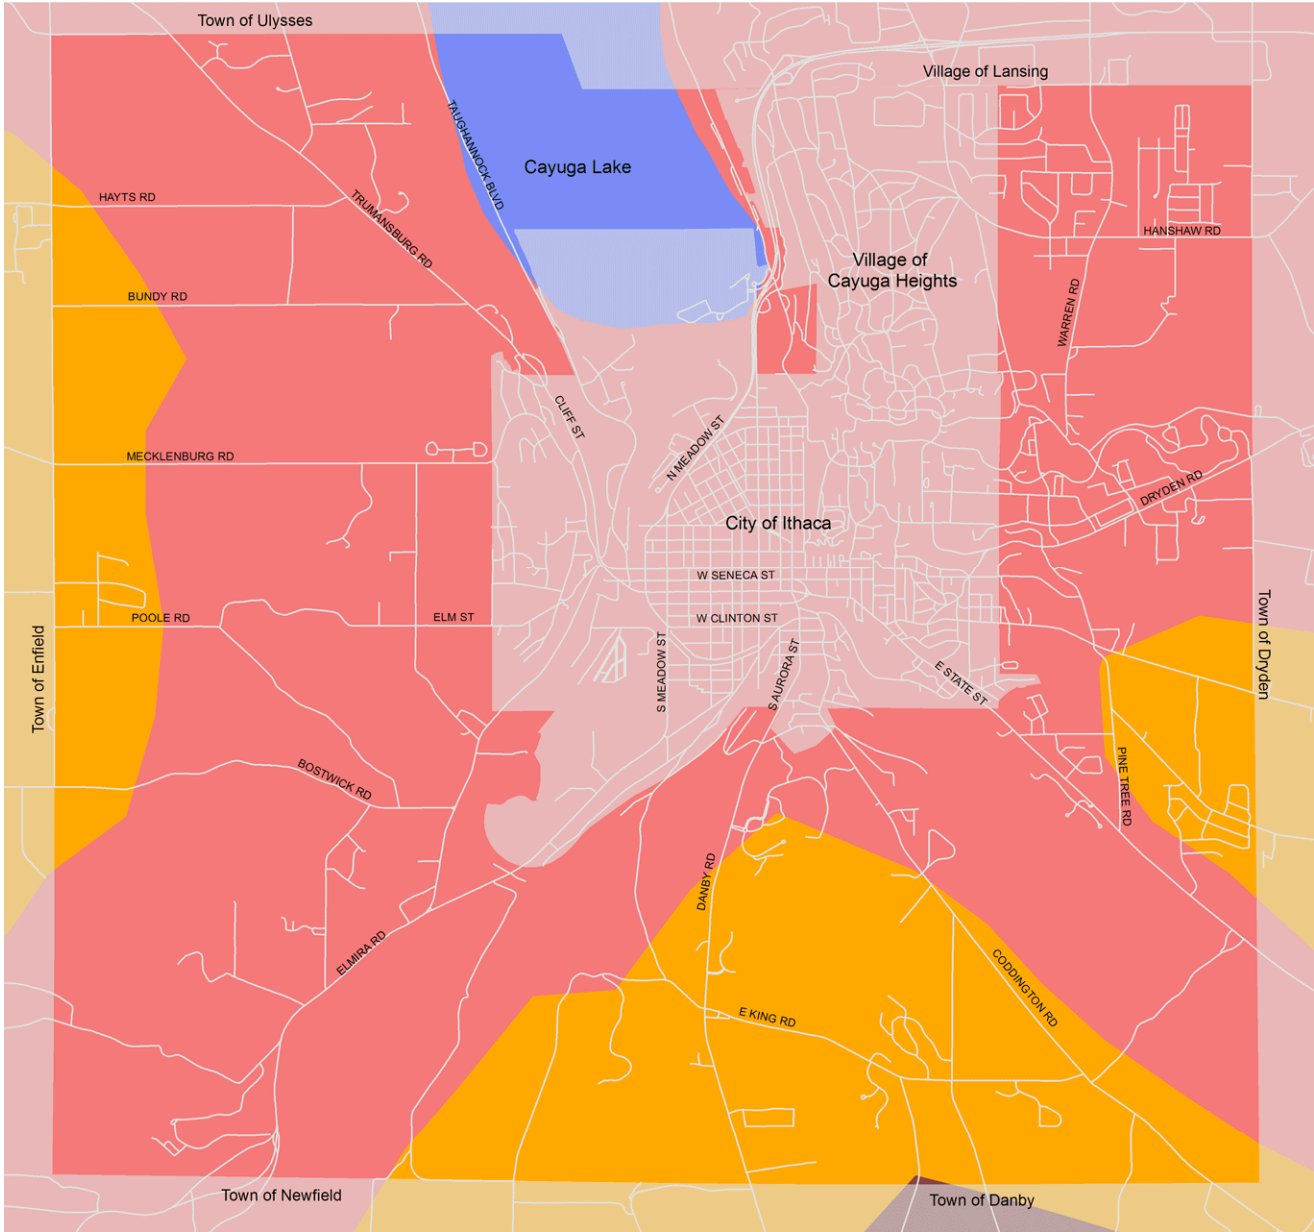 Town of Ulysses
Village of Lansing
TAUGHANNOCK BLVD
Cayuga Lake
HAYTS RD
TRUMANSBURG RD
HANSHAW RD
Village of
Cayuga Heights
BUNDY RD
WARREN RD
CLIFF ST
N MEADOW ST
MECKLENBURG RD
DRYDEN RD
City of Ithaca
W SENECA ST
POOLE RD
ELM ST
W CLINTON ST
Town of Enfield
S MEADOW ST
S AURORA ST
E STATE ST
Town of Dryden
BOSTWICK RD
PINE TREE RD
DANBY RD
ELMIRA RD
CODDINGTON RD
E KING RD
Town of Newfield
Town of Danby